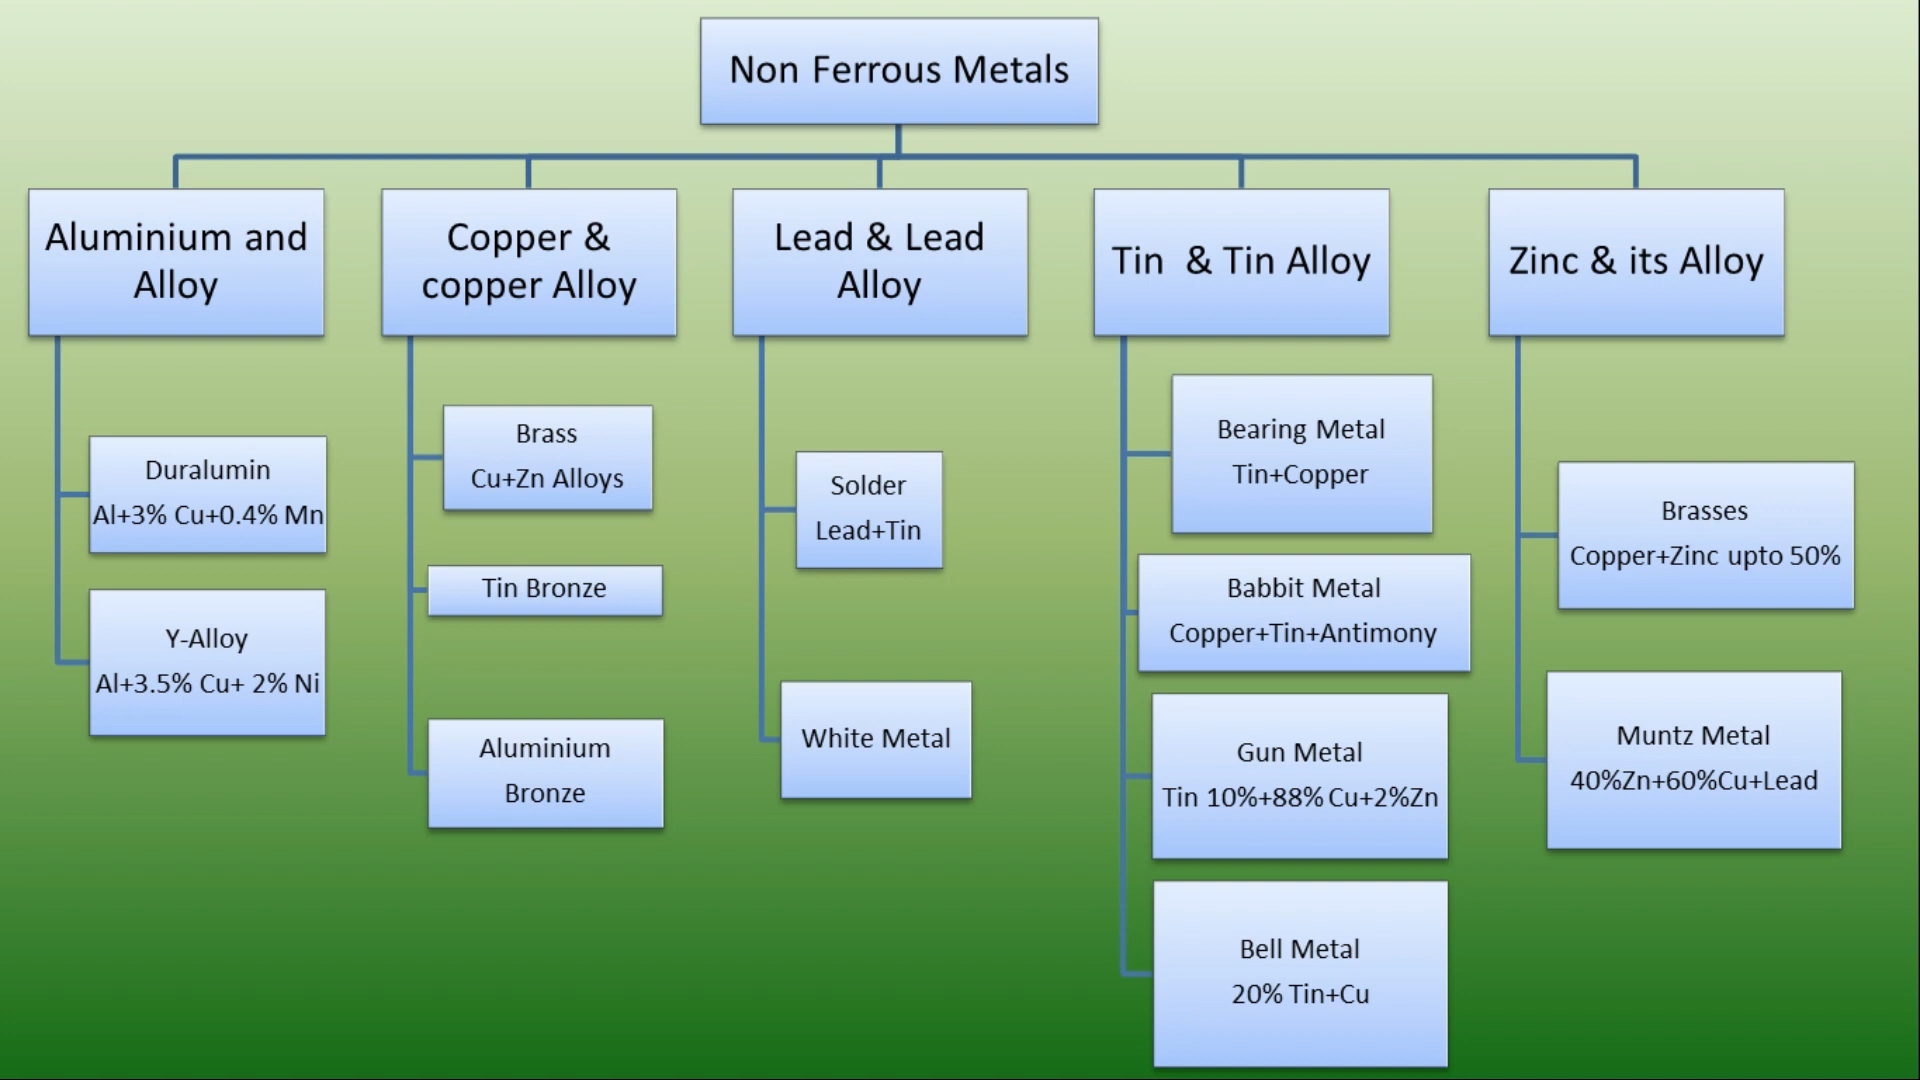 Non Ferrous Metals
Aluminium and
Alloy
Duralumin
Al+3% Cu+0.4% Mn
Y-Alloy
Al+3.5% Cu+ 2% Ni
Copper &
copper Alloy
Brass
Cu+Zn Alloys
Tin Bronze
Aluminium
Bronze
Lead & Lead
Alloy
Solder
Lead+Tin
White Metal
Tin  & Tin Alloy
Bearing Metal
Tin+Copper
Babbit Metal
Copper+Tin+Antimony
Gun Metal
Tin 10%+88% Cu+2%Zn
Bell Metal
20% Tin+Cu
Zinc & its Alloy
Brasses
Copper+Zinc upto 50%
Muntz Metal
40%Zn+60%Cu+Lead